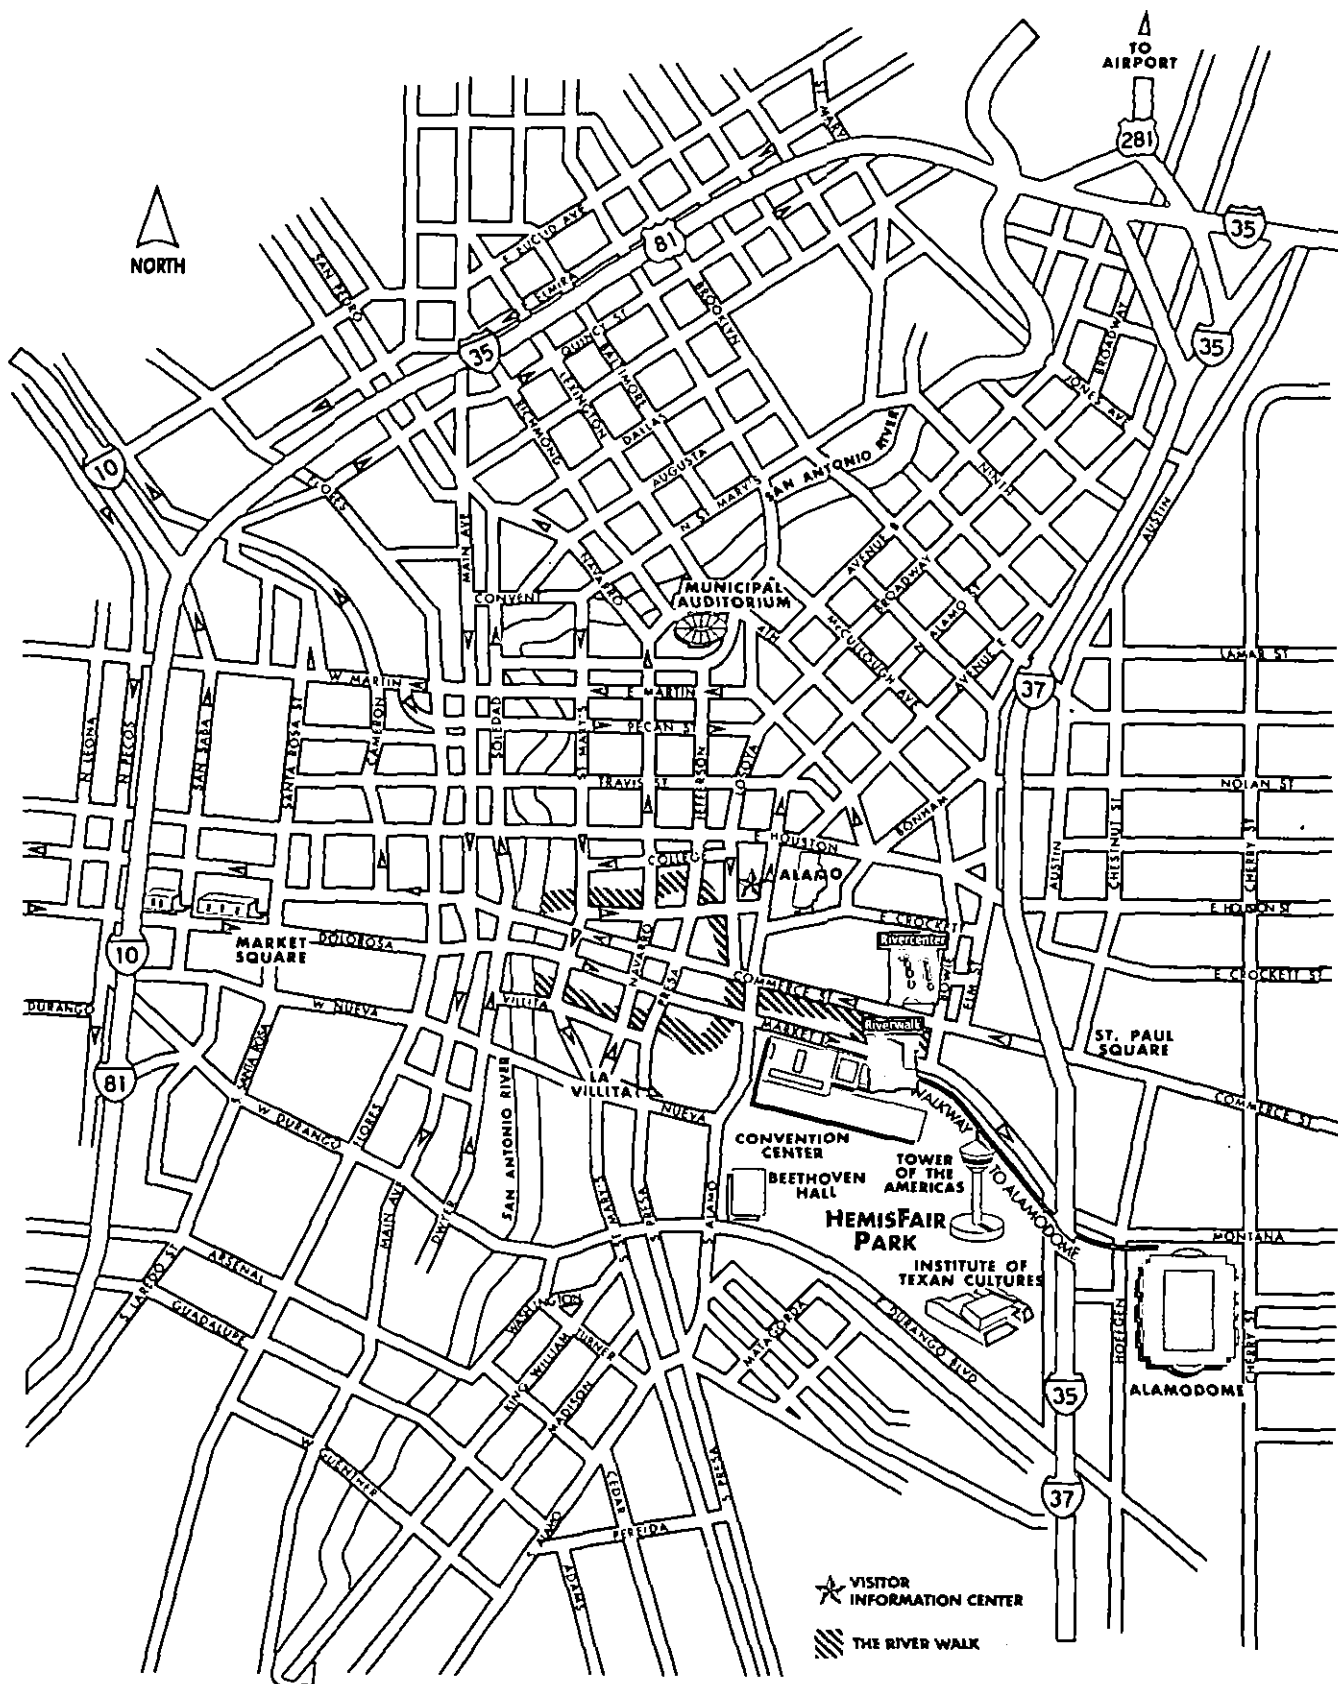 TO
AIRPORT
281
35
NORTH
81
SAN PEDRO
E EUCLID AVE
ELMIRA
QUINCY ST
BROOKLYN
BALTIMORE
LEXINGTON
RICHMOND
DALLAS
AUGUSTA
N ST MARY'S
SAN ANTONIO RIVER
BROADWAY
JONES AVE
35
35
10
FLORES
MAIN AVE
NINTH
AUSTIN
NAVARRO
CONVENT
MUNICIPAL
AUDITORIUM
AVENUE B
BROADWAY
N ALAMO ST
McCULLOUGH AVE
AVENUE E
4TH
LAMAR ST
37
W MARTIN
E MARTIN
PECAN ST
N LEONA
N PECOS
SAN SABA
SANTA ROSA ST
CAMERON
SOLEDAD
ST MARY'S
JEFFERSON
LOSOYA
TRAVIS ST
NOLAN ST
BONHAM
E HOUSTON
COLLEGE
ALAMO
AUSTIN
CHESTNUT ST
CHERRY ST
E HOUSTON ST
E CROCKETT
Rivercenter
MARKET
SQUARE
DOLOROSA
10
NAVARRO
PRESA
COMMERCE ST
BOWIE
ELM ST
E CROCKETT ST
DURANGO
W NUEVA
VILLITA
MARKET
Riverwalk
ST. PAUL
SQUARE
81
S SANTA ROSA
LA
VILLITA
NUEVA
COMMERCE ST
WALKWAY TO ALAMODOME
W DURANGO
S FLORES
SAN ANTONIO RIVER
CONVENTION
CENTER
BEETHOVEN
HALL
TOWER
OF THE
AMERICAS
HEMISFAIR
PARK
MAIN AVE
DWYER
S ST MARY'S
S PRESA
S ALAMO
MONTANA
INSTITUTE OF
TEXAN CULTURES
S LAREDO ST
ARSENAL
GUADALUPE
WASHINGTON
KING WILLIAM
TURNER
MADISON
MATAGORDA
E DURANGO BLVD
HOEFGEN
CHERRY ST
ALAMODOME
35
W GUENTHER
CEDAR
S PRESA
37
S ALAMO
PEREIDA
ADAMS
VISITOR
INFORMATION CENTER
THE RIVER WALK